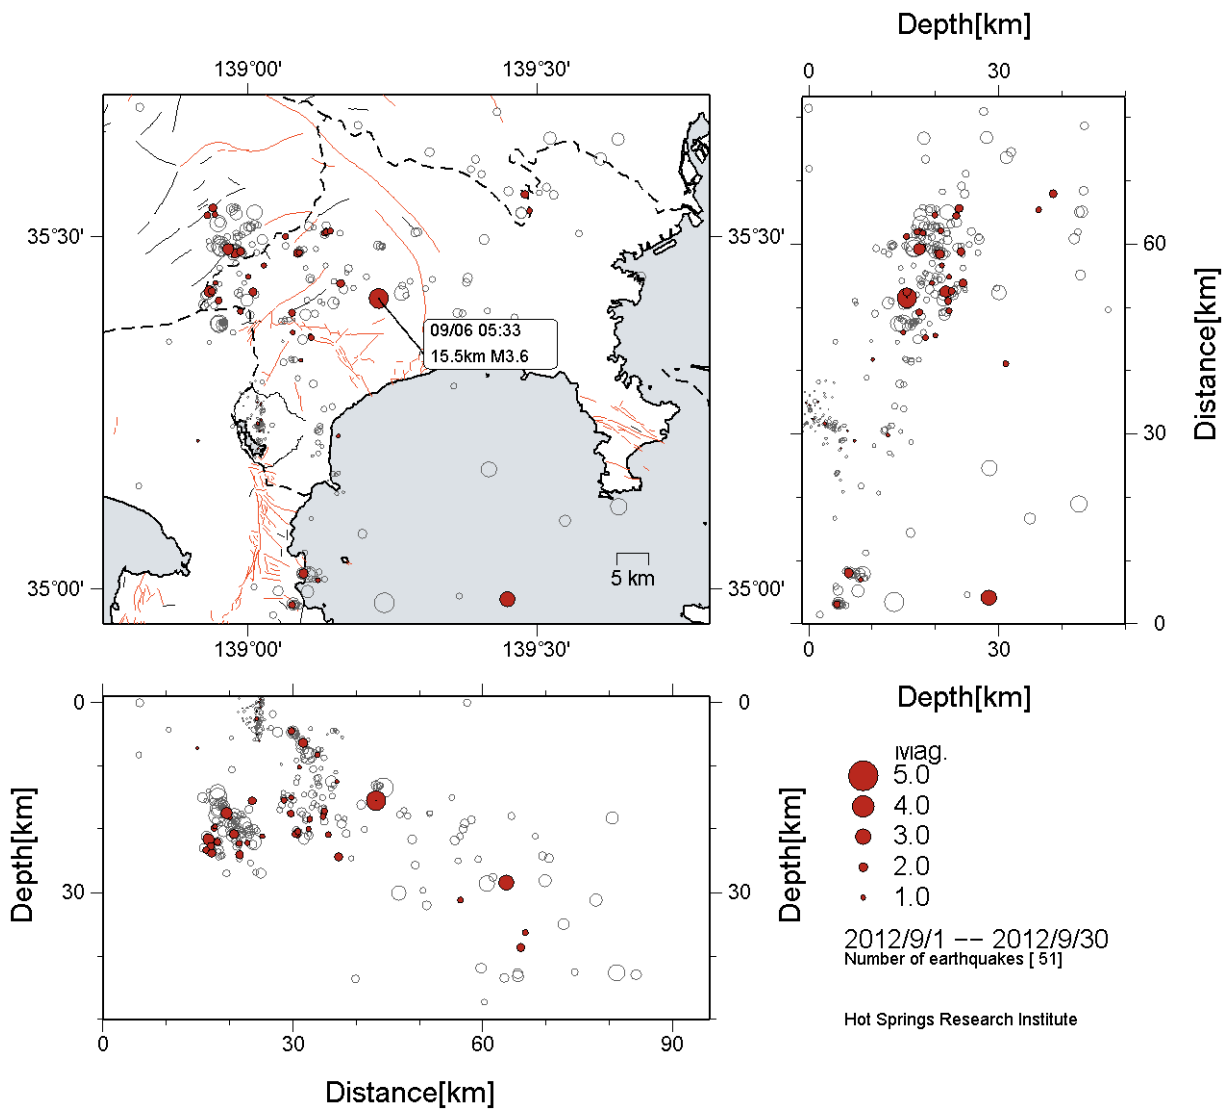 Depth[km]
139°00' 139°30' 0 30
35°30' 35°30' 60
09/06 05:33
15.5km M3.6
Distance[km]
30
5 km
35°00' 35°00' 0
139°00' 139°30' 0 30
Depth[km]
0 0
Mag.
5.0
4.0
3.0
2.0
1.0
Depth[km]
Depth[km]
30 30
2012/9/1 −− 2012/9/30
Number of earthquakes [ 51]
Hot Springs Research Institute
0 30 60 90
Distance[km]